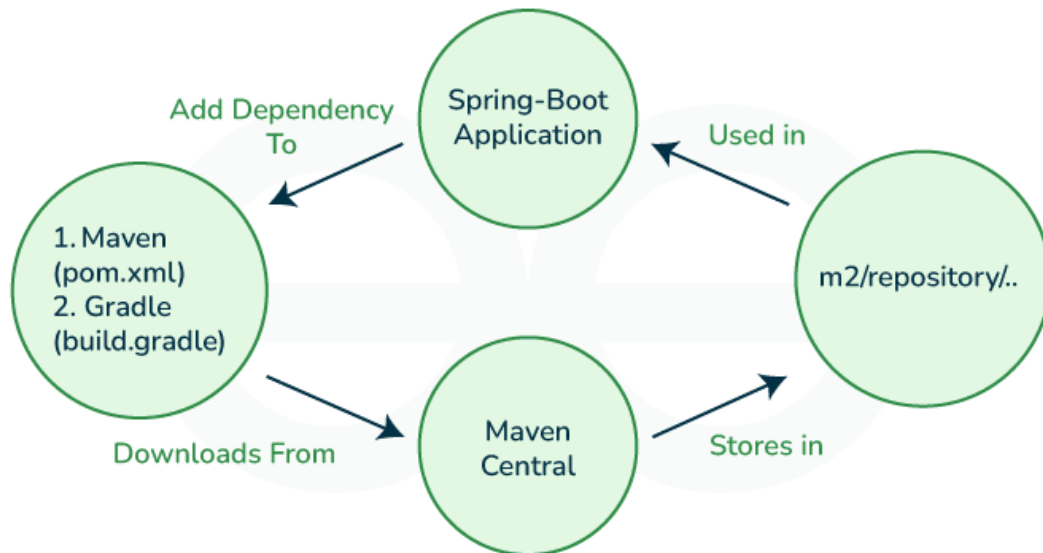 Spring-Boot
Application
Add Dependency
To
Used in
1. Maven
(pom.xml)
2. Gradle
(build.gradle)
m2/repository/..
Downloads From
Maven
Central
Stores in